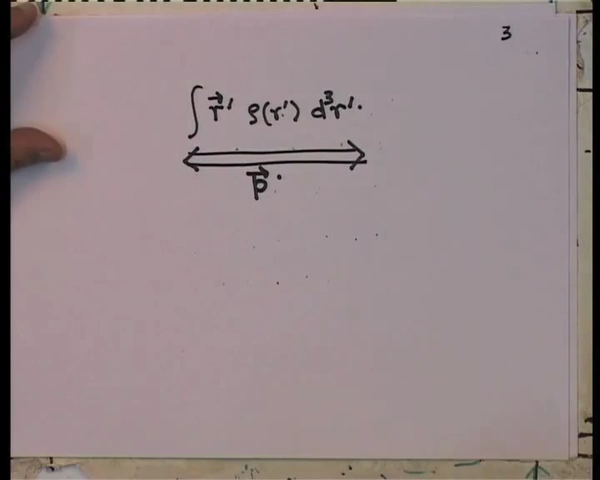 3
∫ r⃗' ρ(r') d³r'.
p⃗.